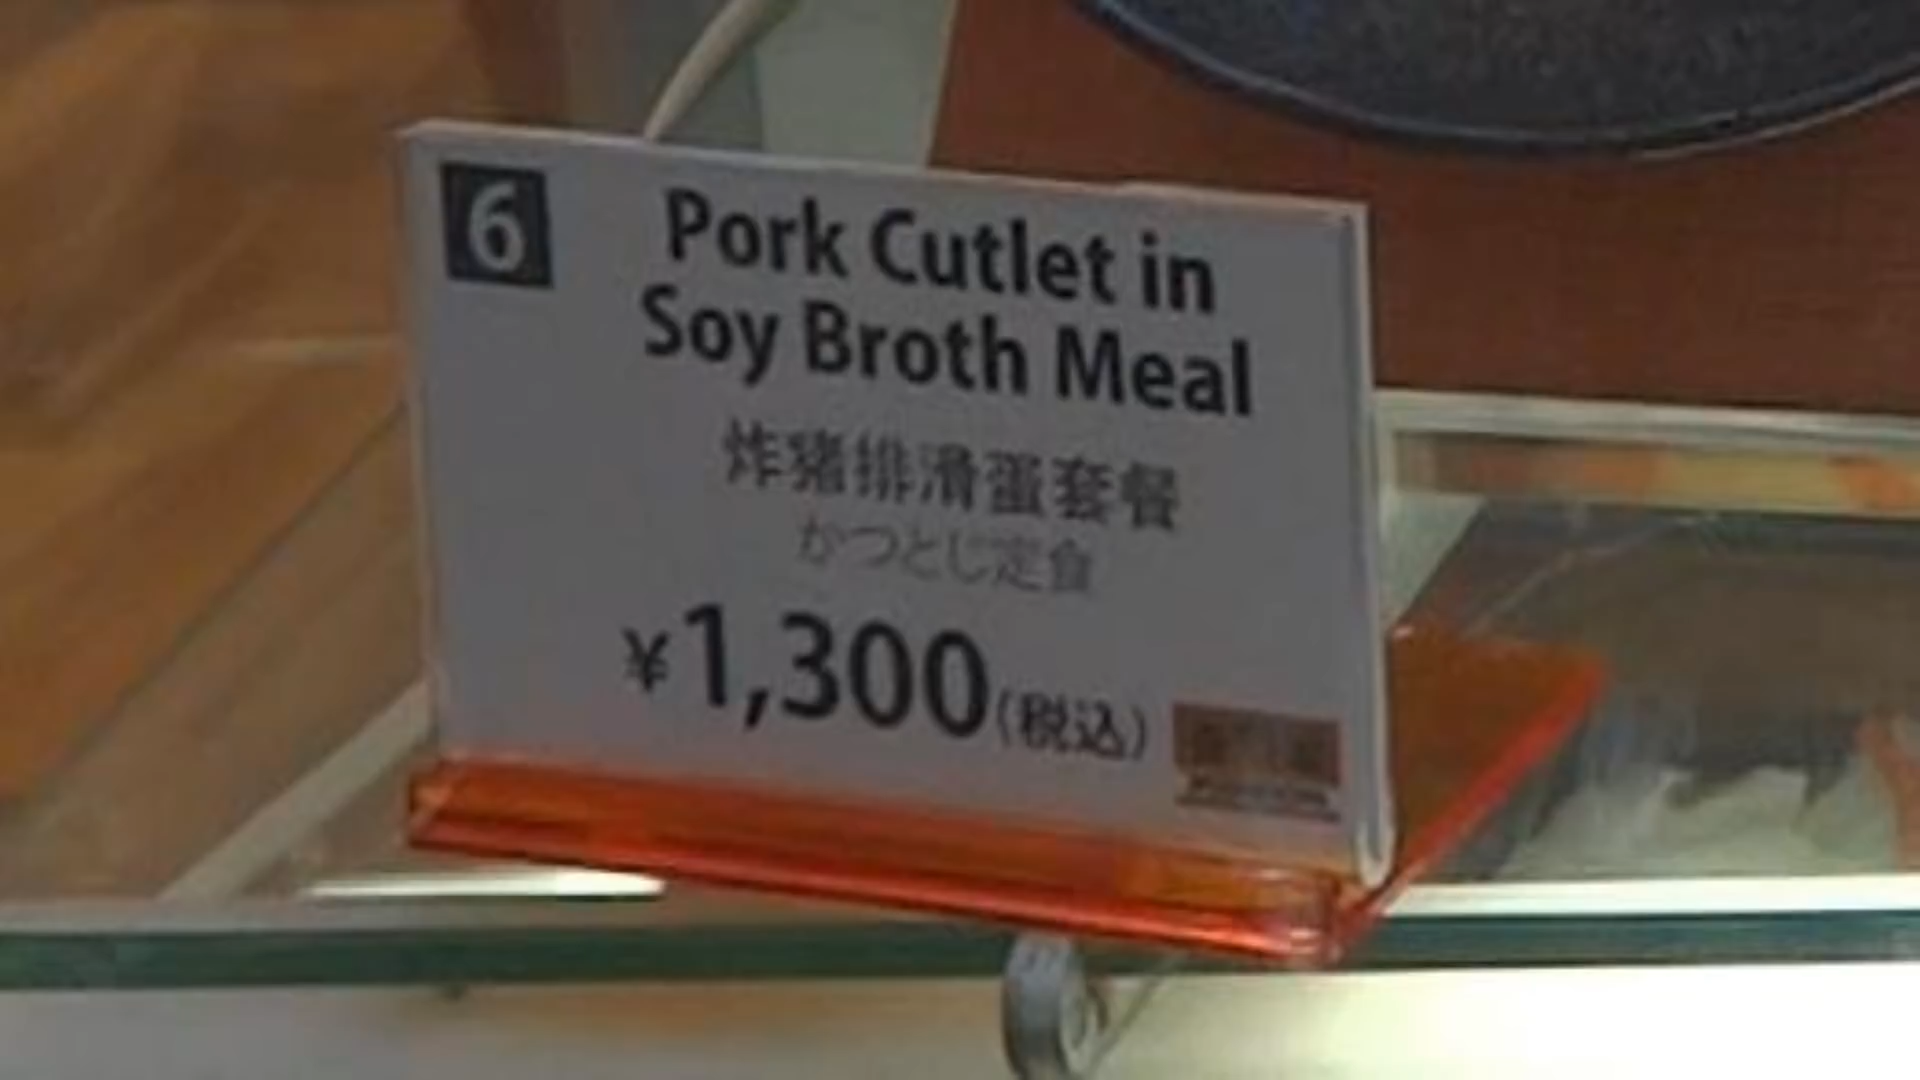 6
Pork Cutlet in
Soy Broth Meal
炸猪排滑蛋套餐
かつとじ定食
¥1,300(税込)